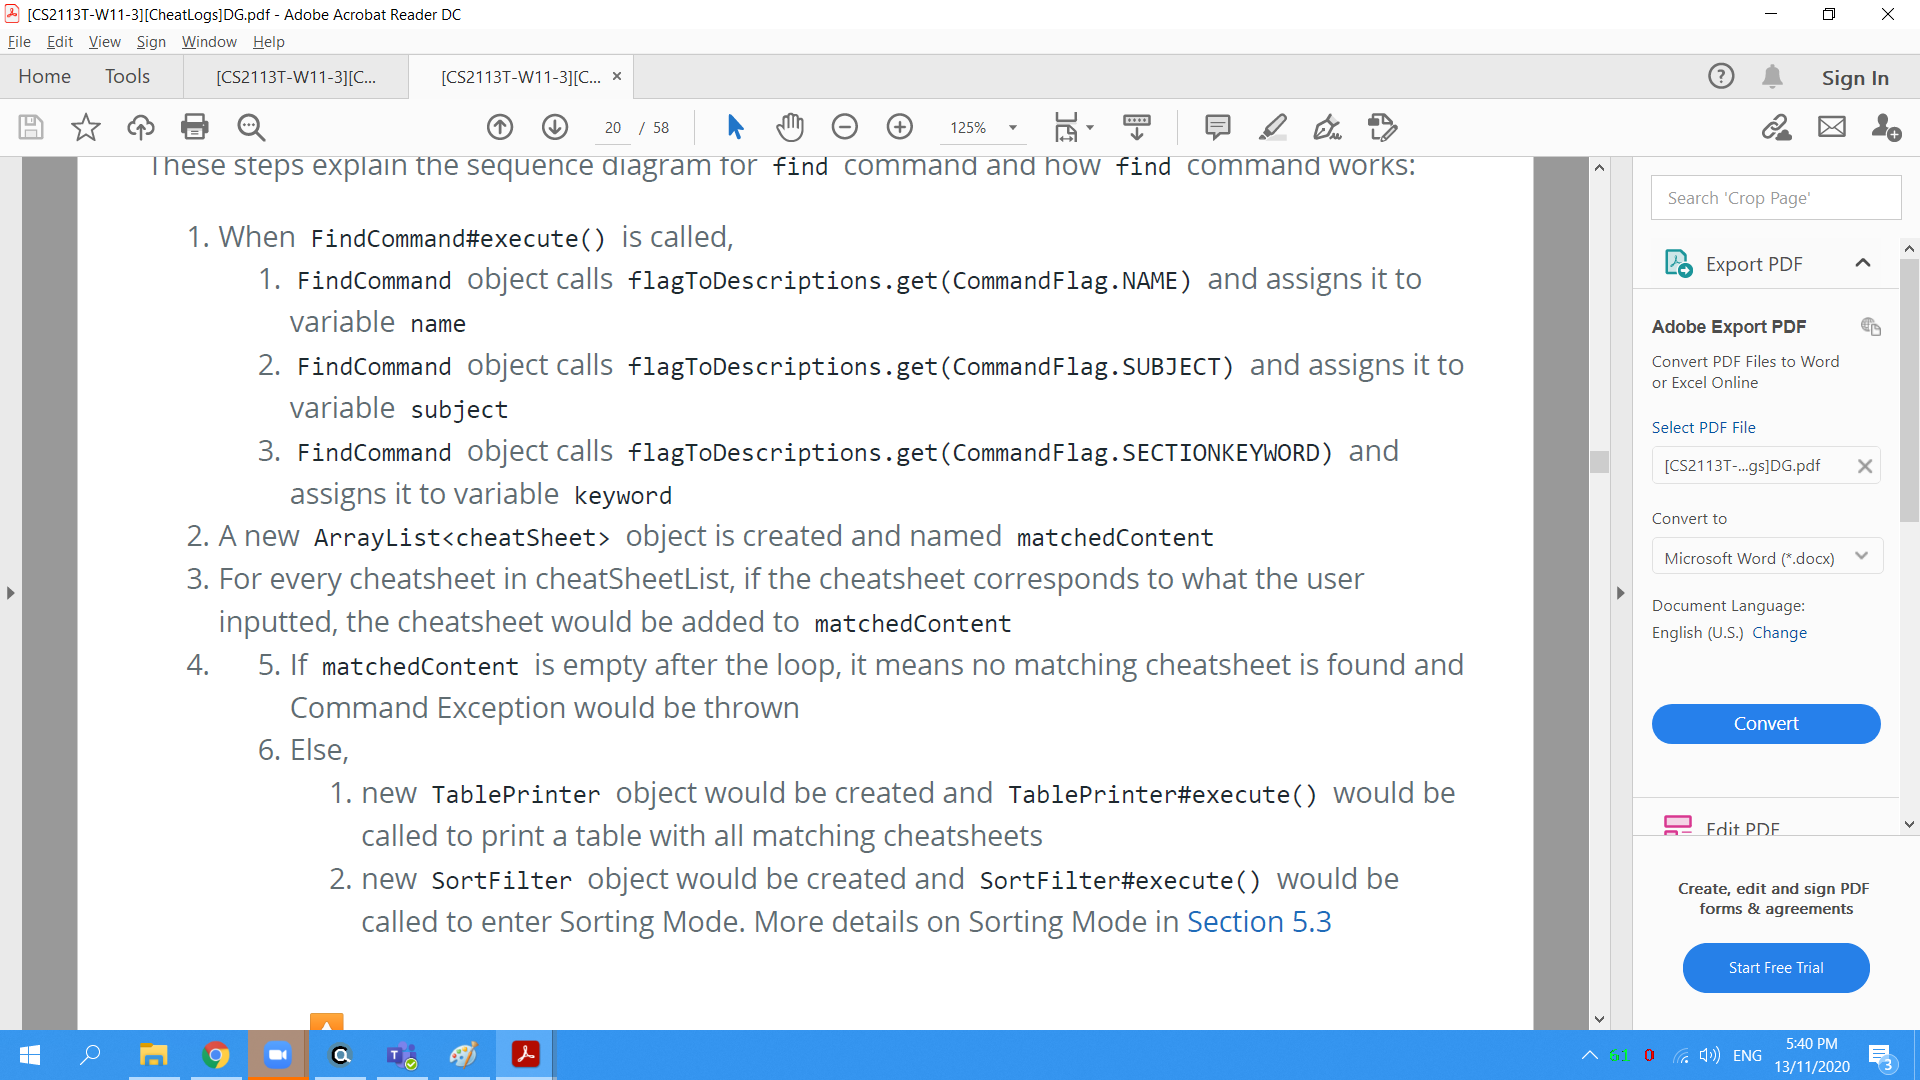 [CS2113T-W11-3][CheatLogs]DG.pdf - Adobe Acrobat Reader DC
File Edit View Sign Window Help
Home Tools [CS2113T-W11-3][C... [CS2113T-W11-3][C... × Sign In
20 / 58 125%
These steps explain the sequence diagram for find command and how find command works:
1. When FindCommand#execute() is called,
1. FindCommand object calls flagToDescriptions.get(CommandFlag.NAME) and assigns it to
variable name
2. FindCommand object calls flagToDescriptions.get(CommandFlag.SUBJECT) and assigns it to
variable subject
3. FindCommand object calls flagToDescriptions.get(CommandFlag.SECTIONKEYWORD) and
assigns it to variable keyword
2. A new ArrayList<cheatSheet> object is created and named matchedContent
3. For every cheatsheet in cheatSheetList, if the cheatsheet corresponds to what the user
inputted, the cheatsheet would be added to matchedContent
4. 5. If matchedContent is empty after the loop, it means no matching cheatsheet is found and
Command Exception would be thrown
6. Else,
1. new TablePrinter object would be created and TablePrinter#execute() would be
called to print a table with all matching cheatsheets
2. new SortFilter object would be created and SortFilter#execute() would be
called to enter Sorting Mode. More details on Sorting Mode in Section 5.3
Search 'Crop Page'
Export PDF
Adobe Export PDF
Convert PDF Files to Word
or Excel Online
Select PDF File
[CS2113T-...gs]DG.pdf
Convert to
Microsoft Word (*.docx)
Document Language:
English (U.S.) Change
Convert
Edit PDF
Create, edit and sign PDF
forms & agreements
Start Free Trial
61 0 ENG
5:40 PM
13/11/2020
3